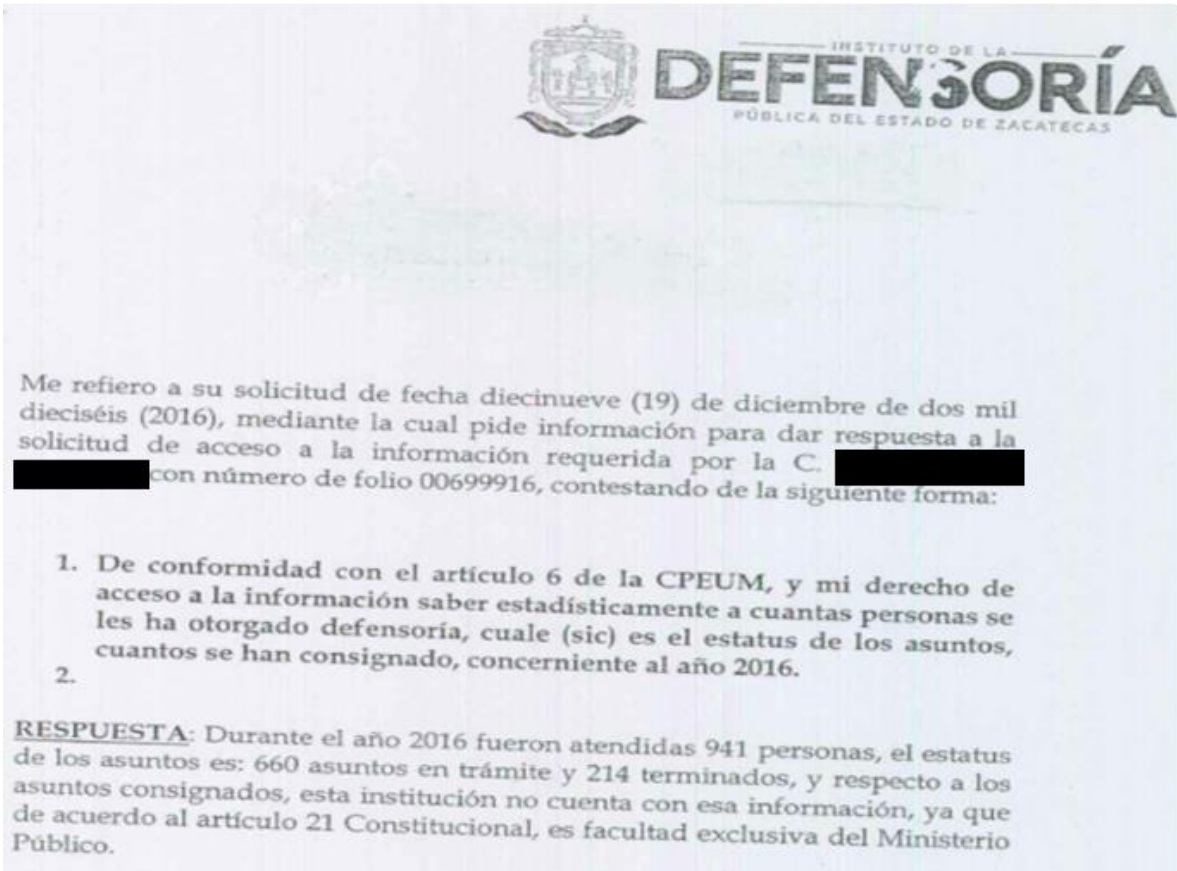 INSTITUTO DE LA
DEFENSORÍA
PÚBLICA DEL ESTADO DE ZACATECAS
Me refiero a su solicitud de fecha diecinueve (19) de diciembre de dos mil
dieciséis (2016), mediante la cual pide información para dar respuesta a la
solicitud de acceso a la información requerida por la C.
con número de folio 00699916, contestando de la siguiente forma:
1. De conformidad con el artículo 6 de la CPEUM, y mi derecho de
acceso a la información saber estadísticamente a cuantas personas se
les ha otorgado defensoría, cuale (sic) es el estatus de los asuntos,
cuantos se han consignado, concerniente al año 2016.
2.
RESPUESTA: Durante el año 2016 fueron atendidas 941 personas, el estatus
de los asuntos es: 660 asuntos en trámite y 214 terminados, y respecto a los
asuntos consignados, esta institución no cuenta con esa información, ya que
de acuerdo al artículo 21 Constitucional, es facultad exclusiva del Ministerio
Público.